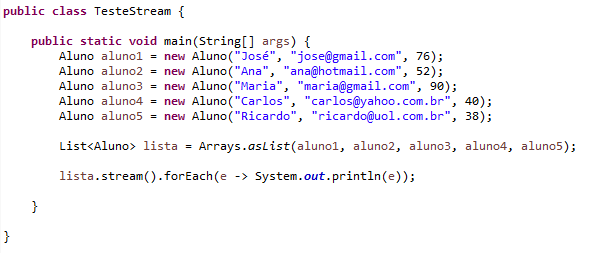 public class TesteStream {
public static void main(String[] args) {
Aluno aluno1 = new Aluno("José", "jose@gmail.com", 76);
Aluno aluno2 = new Aluno("Ana", "ana@hotmail.com", 52);
Aluno aluno3 = new Aluno("Maria", "maria@gmail.com", 90);
Aluno aluno4 = new Aluno("Carlos", "carlos@yahoo.com.br", 40);
Aluno aluno5 = new Aluno("Ricardo", "ricardo@uol.com.br", 38);
List<Aluno> lista = Arrays.asList(aluno1, aluno2, aluno3, aluno4, aluno5);
lista.stream().forEach(e -> System.out.println(e));
}
}